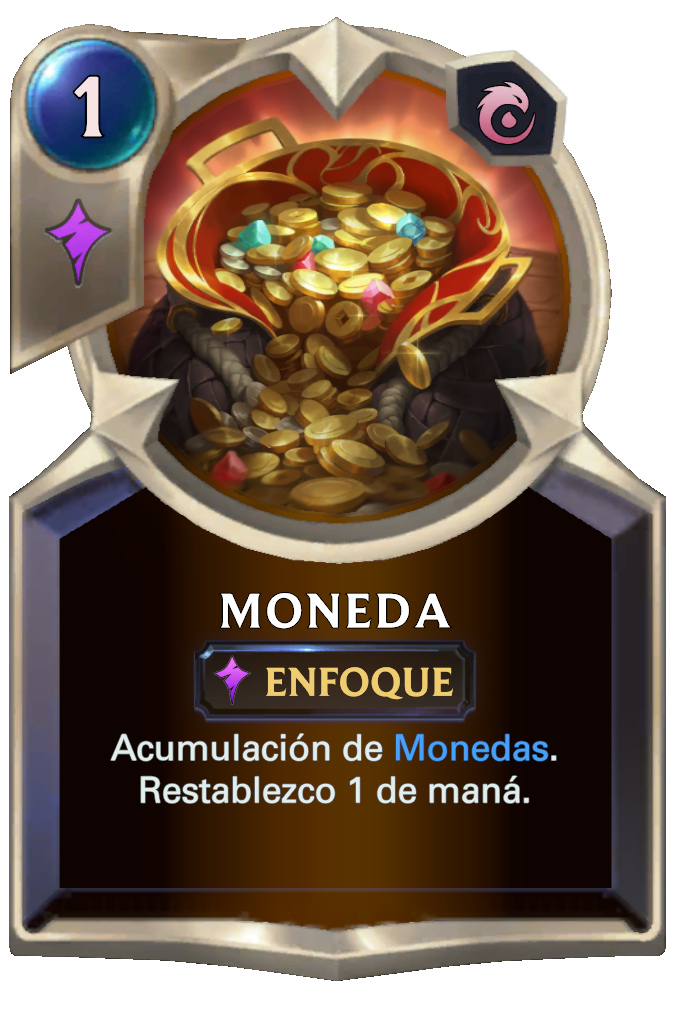 1
MONEDA
ENFOQUE
Acumulación de Monedas.
Restablezco 1 de maná.